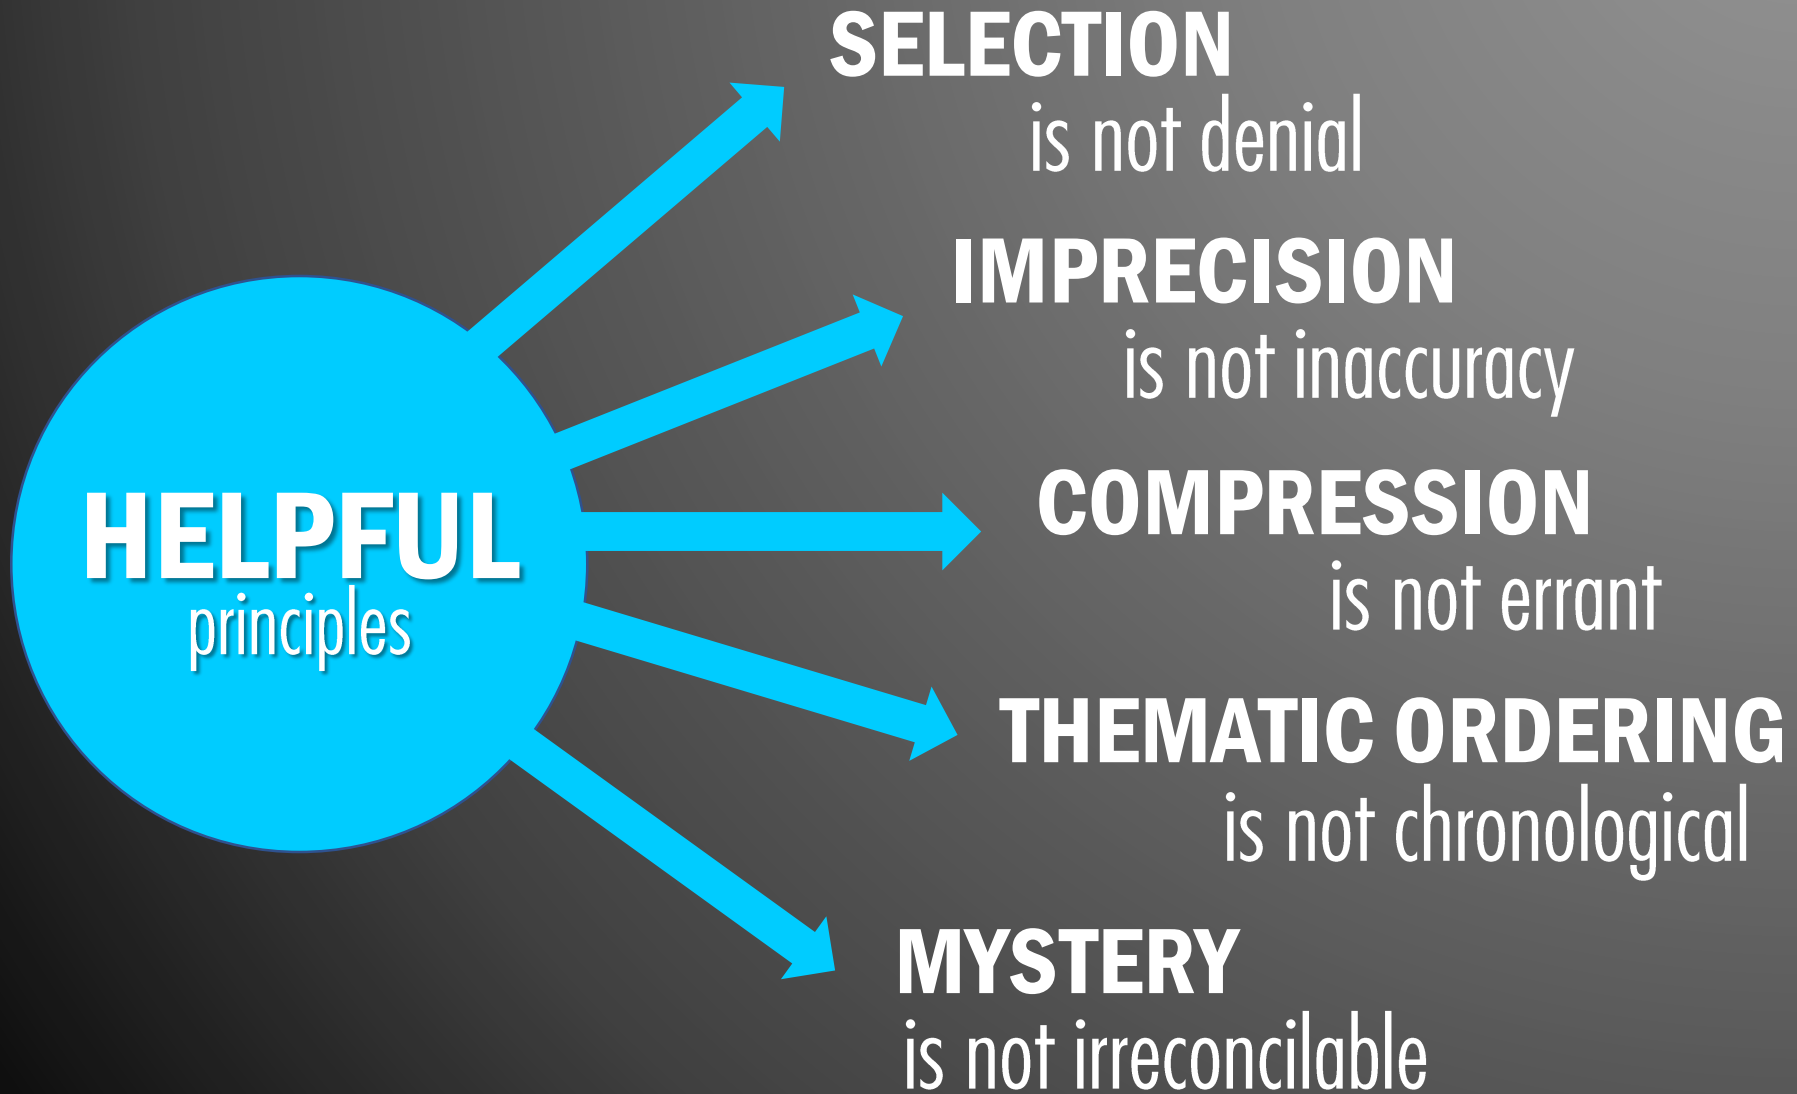 HELPFUL
principles
SELECTION
is not denial
IMPRECISION
is not inaccuracy
COMPRESSION
is not errant
THEMATIC ORDERING
is not chronological
MYSTERY
is not irreconcilable